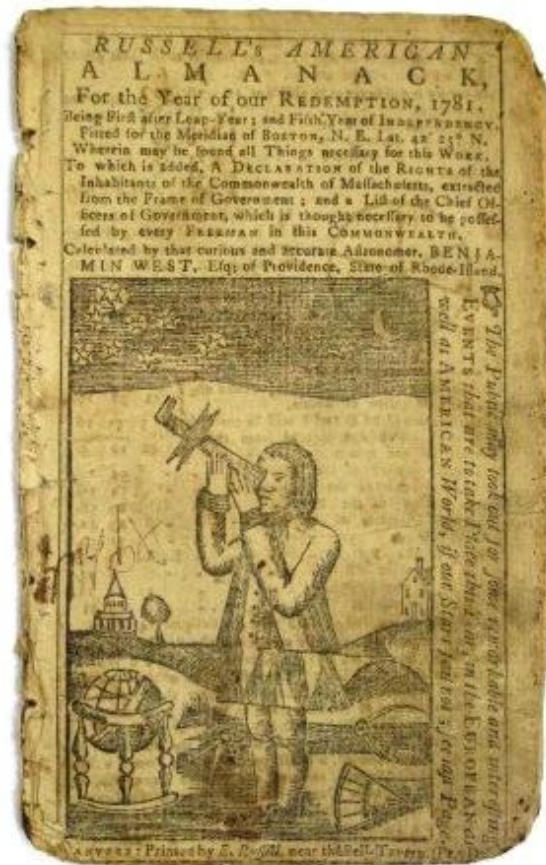 RUSSELL's AMERICAN
ALMANACK,
For the Year of our REDEMPTION, 1781.
Being First after Leap-Year; and Fifth Year of INDEPENDENCY.
Fitted for the Meridian of BOSTON, N. E. Lat. 42° 25° N.
Wherein may be found all Things necessary for this WORK.
To which is added, A DECLARATION of the RIGHTS of the
Inhabitants of the Commonwealth of Massachusetts, extracted
from the Frame of Government; and a List of the Chief Of-
ficers of Government, which is thought necessary to be posses-
sed by every FREEMAN in this COMMONWEALTH.
Calculated by that curious and accurate Astronomer, BENJA-
MIN WEST, Esq; of Providence, State of Rhode-Island.
The Public may look out for some remarkable and interesting
EVENTS that are to take Place this Year, in the EUROPEAN as
well as AMERICAN World, if our Stars fail not; see last Page
DANVERS: Printed by E. Russell, near the Bell-Tavern.